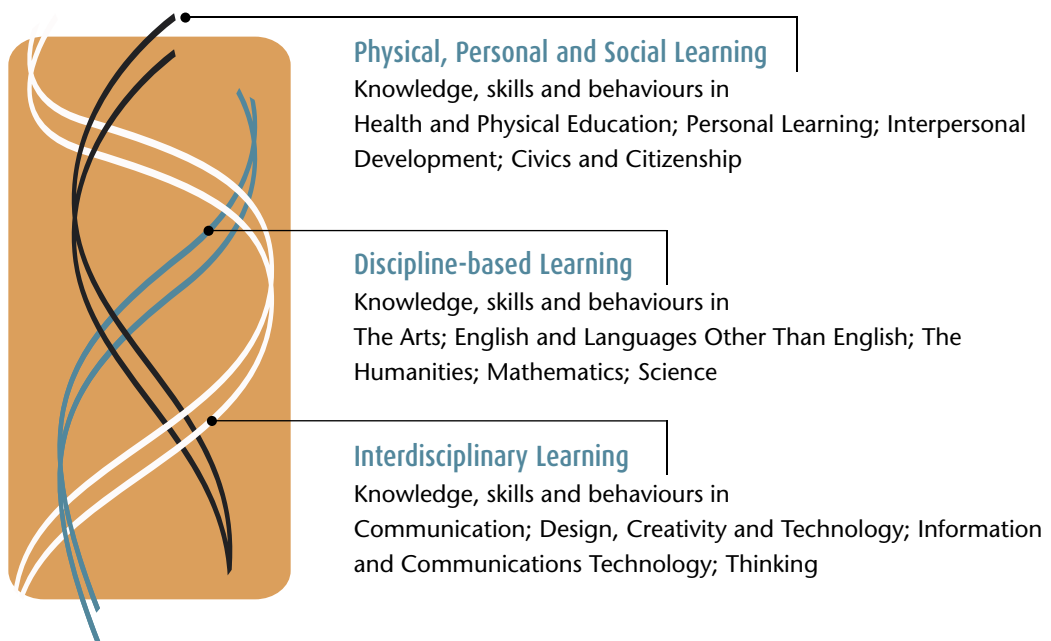 Physical, Personal and Social Learning
Knowledge, skills and behaviours in
Health and Physical Education; Personal Learning; Interpersonal
Development; Civics and Citizenship
Discipline-based Learning
Knowledge, skills and behaviours in
The Arts; English and Languages Other Than English; The
Humanities; Mathematics; Science
Interdisciplinary Learning
Knowledge, skills and behaviours in
Communication; Design, Creativity and Technology; Information
and Communications Technology; Thinking